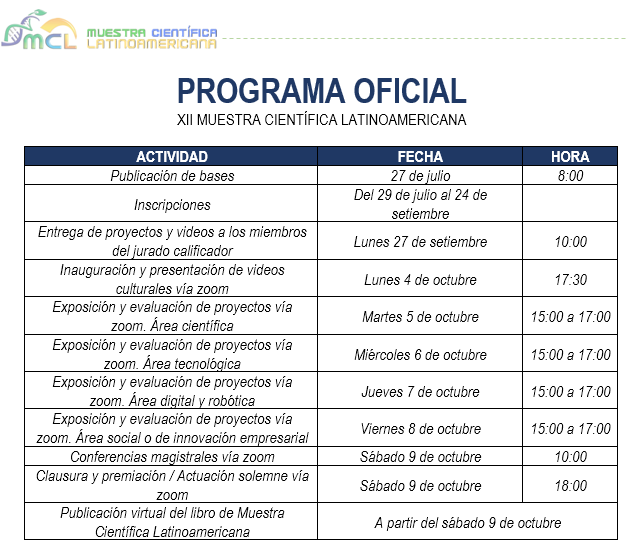 MCL
MUESTRA CIENTÍFICA
LATINOAMERICANA
PROGRAMA OFICIAL
XII MUESTRA CIENTÍFICA LATINOAMERICANA
ACTIVIDAD FECHA HORA
Publicación de bases 27 de julio 8:00
Inscripciones Del 29 de julio al 24 de
setiembre
Entrega de proyectos y videos a los miembros
del jurado calificador Lunes 27 de setiembre 10:00
Inauguración y presentación de videos
culturales vía zoom Lunes 4 de octubre 17:30
Exposición y evaluación de proyectos vía
zoom. Área científica Martes 5 de octubre 15:00 a 17:00
Exposición y evaluación de proyectos vía
zoom. Área tecnológica Miércoles 6 de octubre 15:00 a 17:00
Exposición y evaluación de proyectos vía
zoom. Área digital y robótica Jueves 7 de octubre 15:00 a 17:00
Exposición y evaluación de proyectos vía
zoom. Área social o de innovación empresarial Viernes 8 de octubre 15:00 a 17:00
Conferencias magistrales vía zoom Sábado 9 de octubre 10:00
Clausura y premiación / Actuación solemne vía
zoom Sábado 9 de octubre 18:00
Publicación virtual del libro de Muestra
Científica Latinoamericana A partir del sábado 9 de octubre